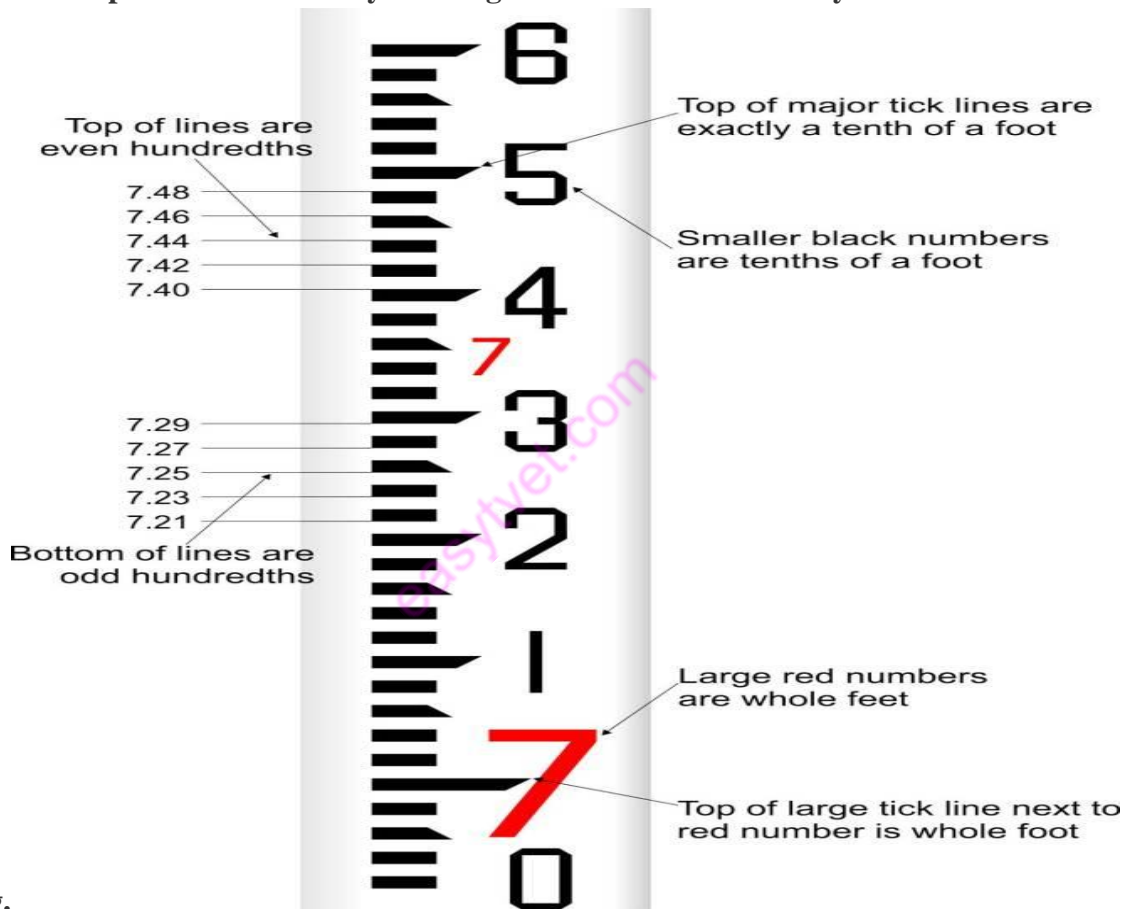 6
Top of major tick lines are
exactly a tenth of a foot
Top of lines are
even hundredths
5
7.48
7.46
7.44
7.42
7.40
Smaller black numbers
are tenths of a foot
4
7
3
7.29
7.27
7.25
7.23
7.21
Bottom of lines are
odd hundredths
2
1
Large red numbers
are whole feet
7
Top of large tick line next to
red number is whole foot
0
easytvet.com